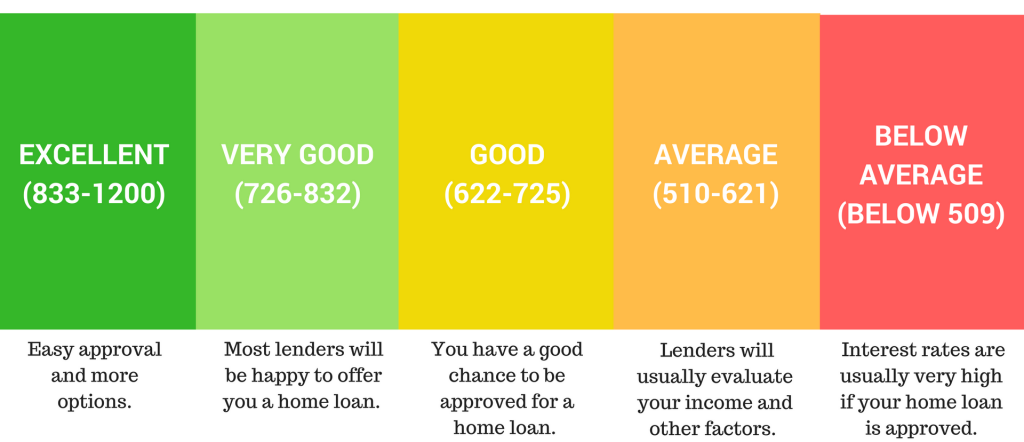 EXCELLENT
(833-1200)
VERY GOOD
(726-832)
GOOD
(622-725)
AVERAGE
(510-621)
BELOW
AVERAGE
(BELOW 509)
Easy approval
and more
options.
Most lenders will
be happy to offer
you a home loan.
You have a good
chance to be
approved for a
home loan.
Lenders will
usually evaluate
your income and
other factors.
Interest rates are
usually very high
if your home loan
is approved.